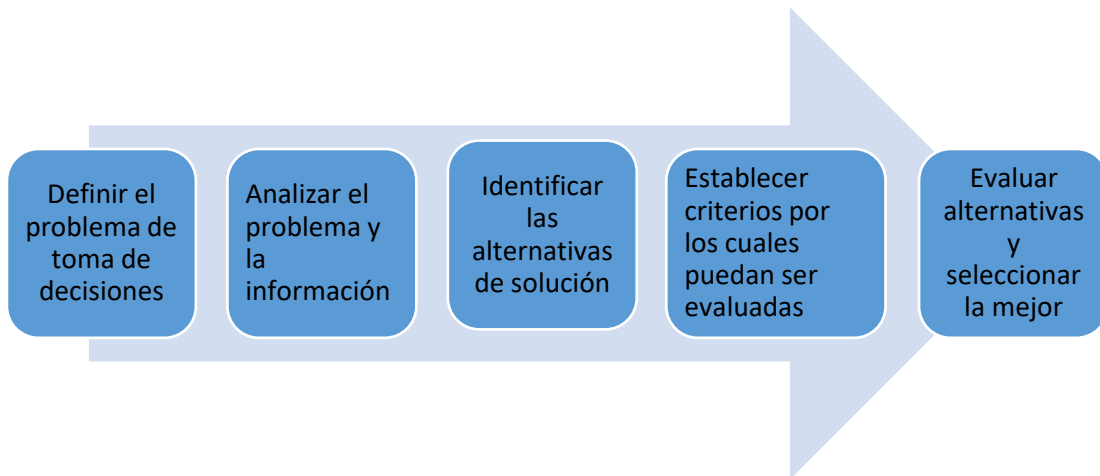 Definir el
problema de
toma de
decisiones
Analizar el
problema y
la
información
Identificar
las
alternativas
de solución
Establecer
criterios por
los cuales
puedan ser
evaluadas
Evaluar
alternativas
y
seleccionar
la mejor